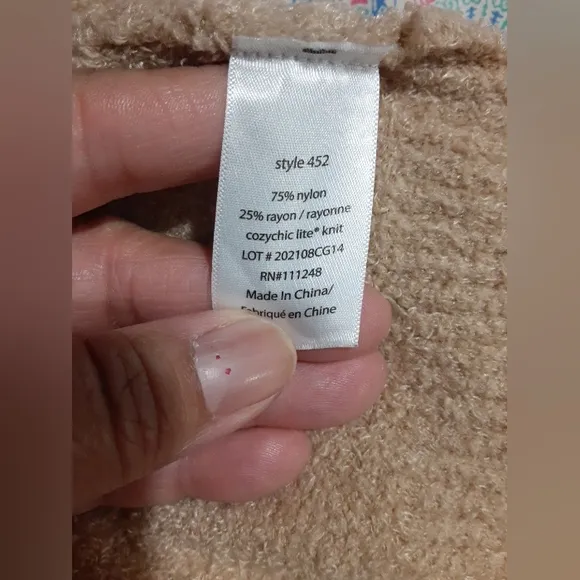 style 452
75% nylon
25% rayon / rayonne
cozychic lite® knit
LOT # 202108CG14
RN#111248
Made In China/
Fabriqué en Chine